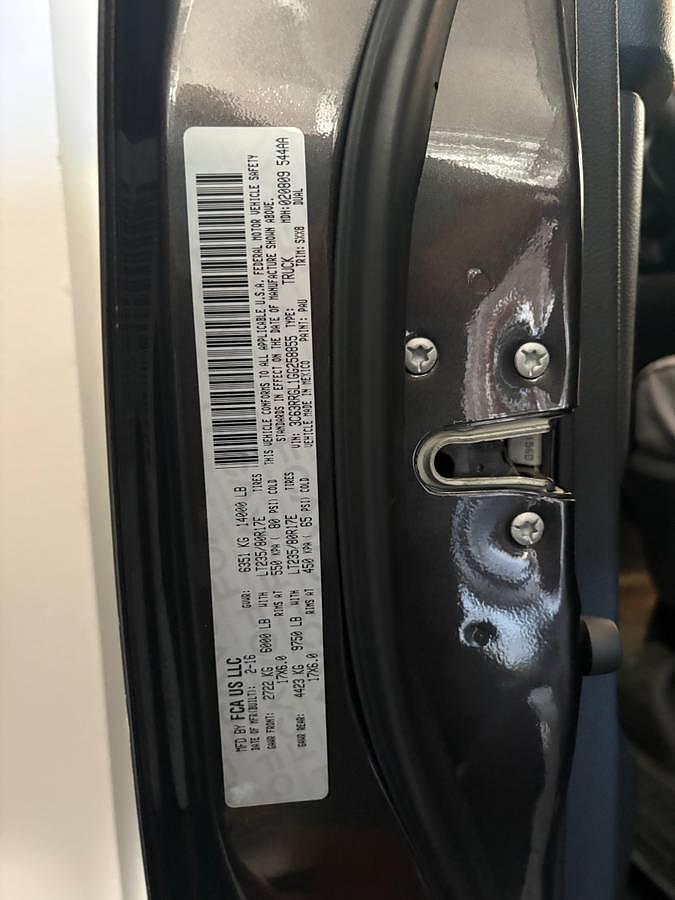 MFD BY FCA US LLC
DATE OF MFR(BUILT): 2-16 GVWR: 6351 KG 14000 LB
GAWR FRONT: 2722 KG 6000 LB WITH LT235/80R17E TIRES
17X6.0 RIMS AT 550 KPA ( 80 PSI) COLD
GAWR REAR: 4423 KG 9750 LB WITH LT235/80R17E TIRES
17X6.0 RIMS AT 450 KPA ( 65 PSI) COLD
THIS VEHICLE CONFORMS TO ALL APPLICABLE U.S.A. FEDERAL MOTOR VEHICLE SAFETY
STANDARDS IN EFFECT ON THE DATE OF MANUFACTURE SHOWN ABOVE.
VIN: 3C63RRGL1GG258855 TYPE: TRUCK MDH:020809 544AA
DUAL
VEHICLE MADE IN MEXICO PAINT: PAU TRIM: SXX8